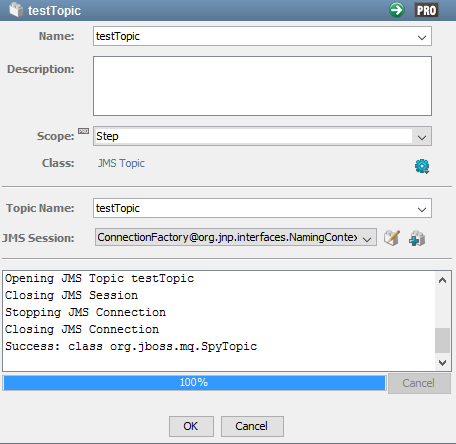 testTopic
PRO
Name:
testTopic
Description:
Scope:
PRO
Step
Class:
JMS Topic
Topic Name:
testTopic
JMS Session:
ConnectionFactory@org.jnp.interfaces.NamingContex
Opening JMS Topic testTopic
Closing JMS Session
Stopping JMS Connection
Closing JMS Connection
Success: class org.jboss.mq.SpyTopic
100%
Cancel
OK
Cancel